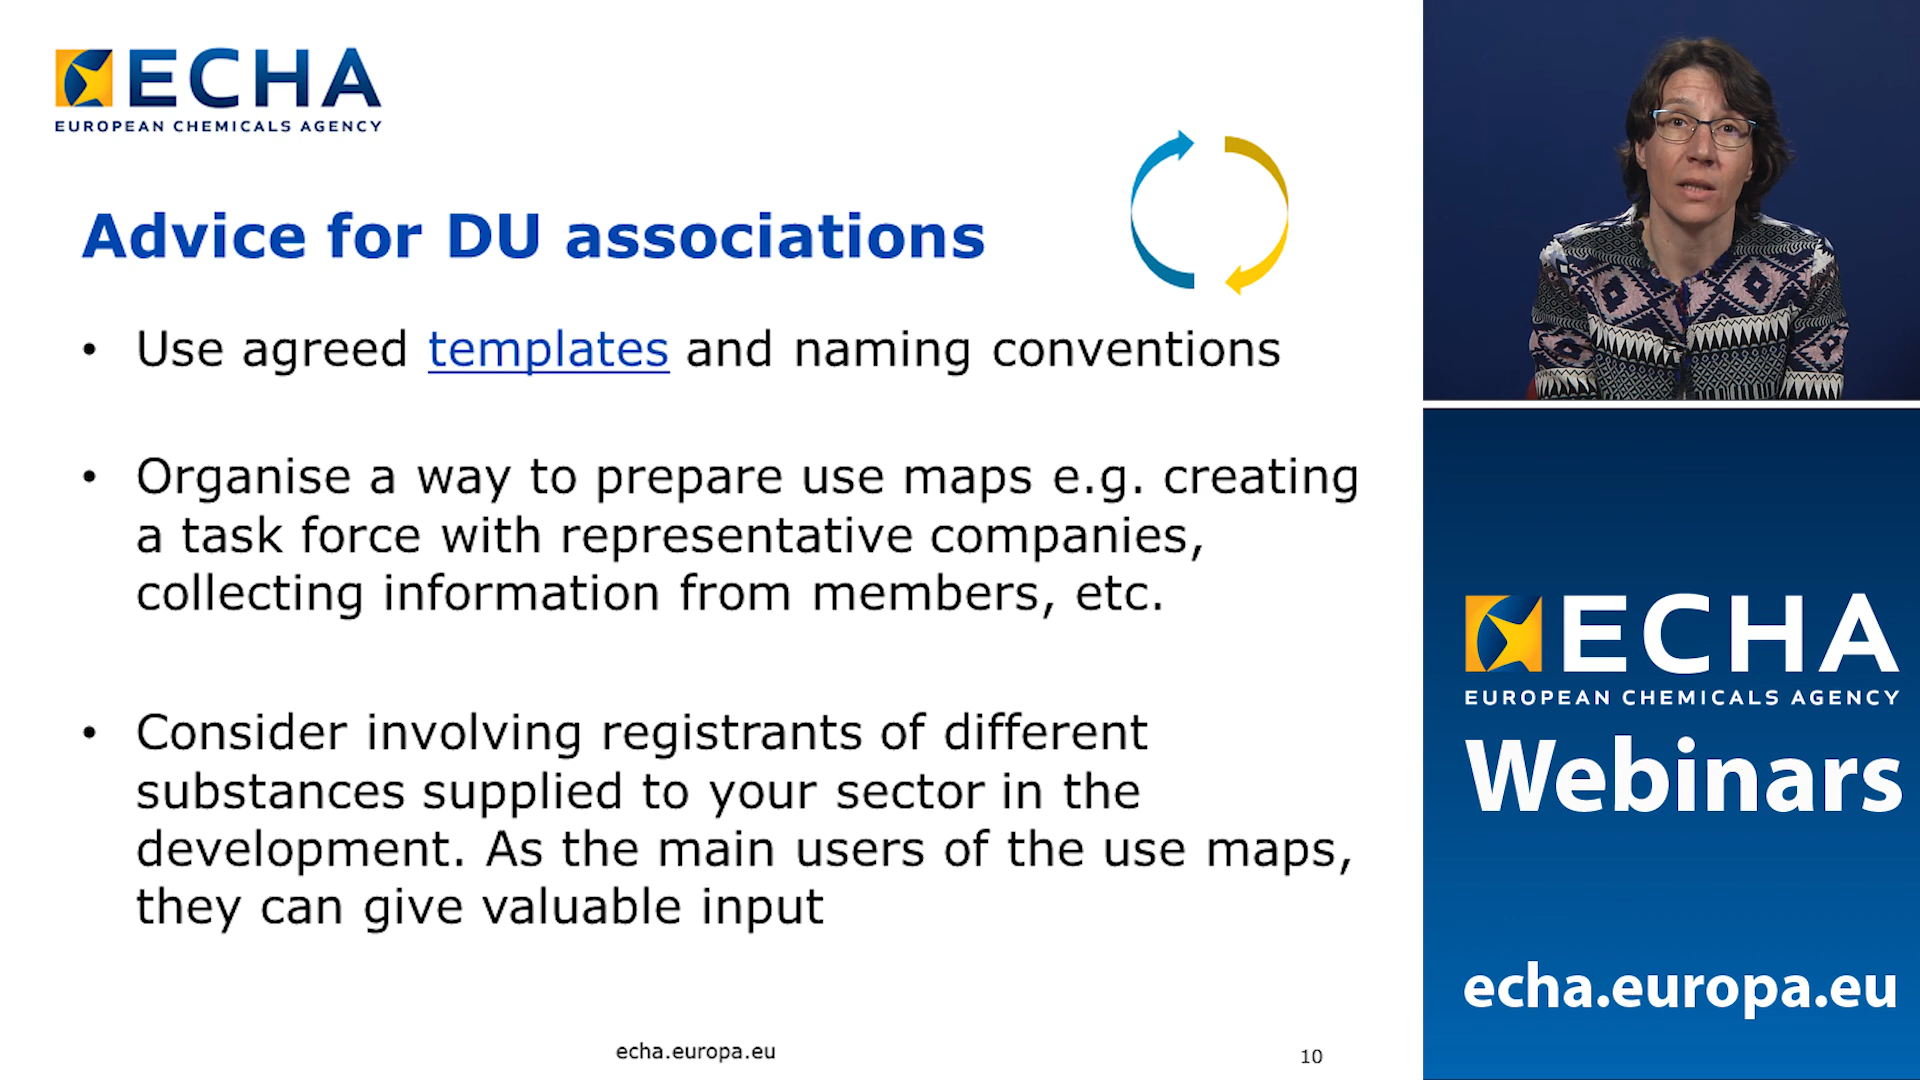 ECHA
EUROPEAN CHEMICALS AGENCY
Advice for DU associations
• Use agreed templates and naming conventions
• Organise a way to prepare use maps e.g. creating
a task force with representative companies,
collecting information from members, etc.
• Consider involving registrants of different
substances supplied to your sector in the
development. As the main users of the use maps,
they can give valuable input
echa.europa.eu
10
ECHA
EUROPEAN CHEMICALS AGENCY
Webinars
echa.europa.eu